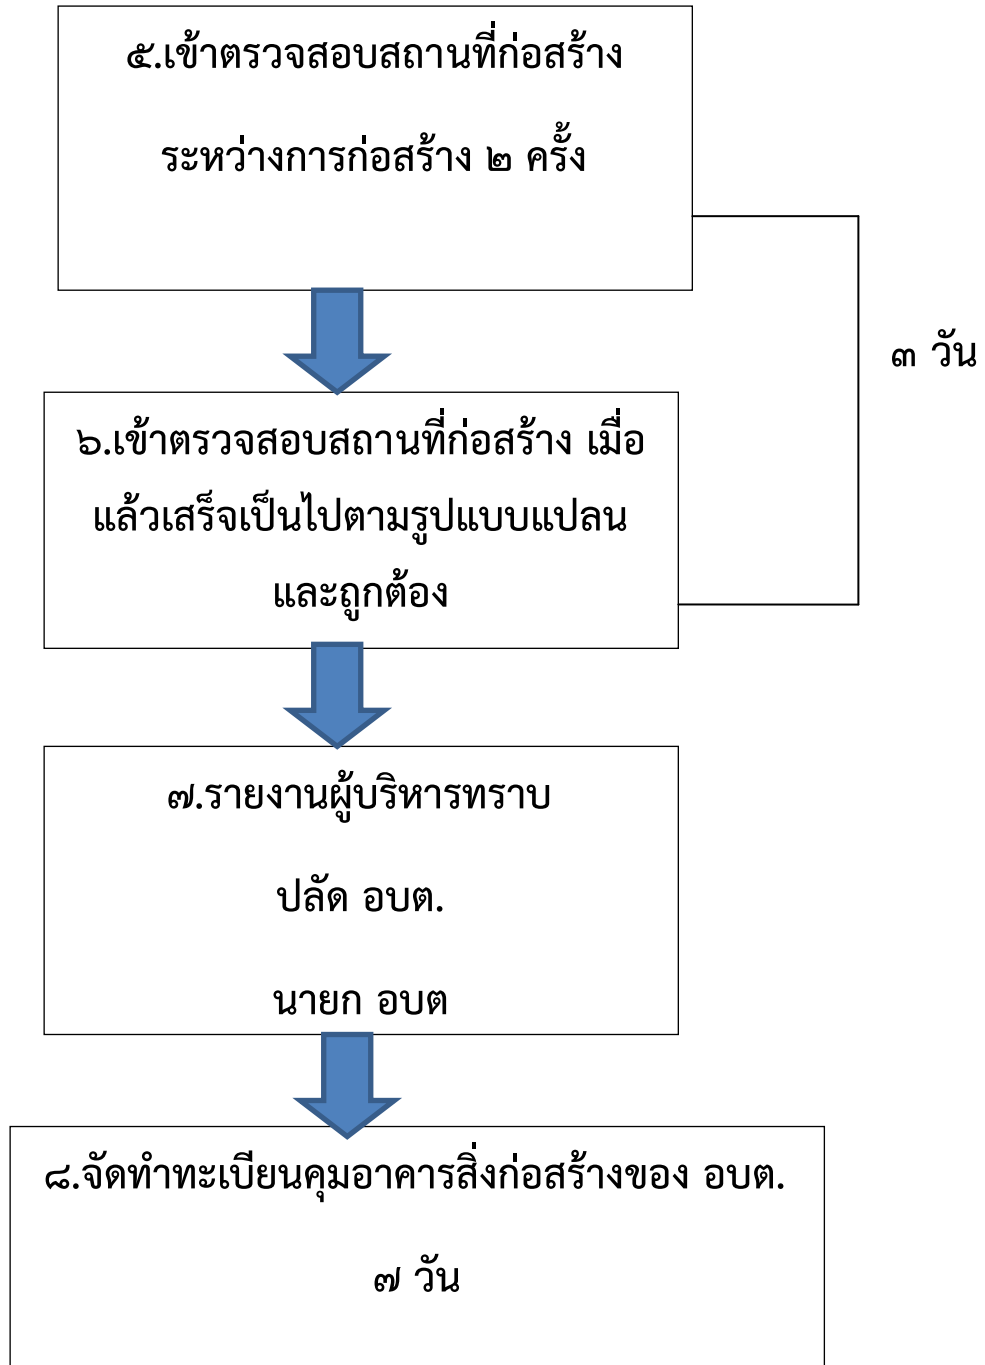 ๕.เข้าตรวจสอบสถานที่ก่อสร้าง
ระหว่างการก่อสร้าง ๒ ครั้ง
๓ วัน
๖.เข้าตรวจสอบสถานที่ก่อสร้าง เมื่อ
แล้วเสร็จเป็นไปตามรูปแบบแปลน
และถูกต้อง
๗.รายงานผู้บริหารทราบ
ปลัด อบต.
นายก อบต
๘.จัดทำทะเบียนคุมอาคารสิ่งก่อสร้างของ อบต.
๗ วัน